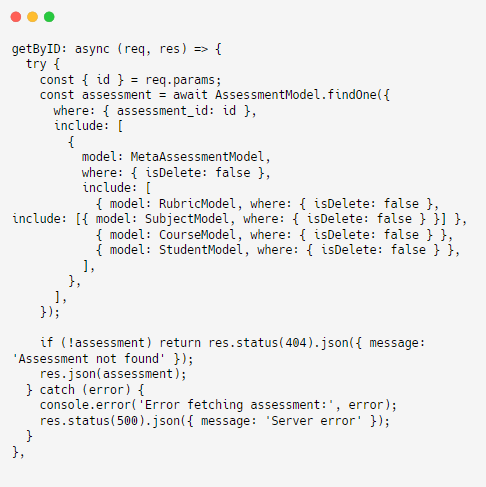 getByID: async (req, res) => {
  try {
    const { id } = req.params;
    const assessment = await AssessmentModel.findOne({
      where: { assessment_id: id },
      include: [
        {
          model: MetaAssessmentModel,
          where: { isDelete: false },
          include: [
            { model: RubricModel, where: { isDelete: false },
include: [{ model: SubjectModel, where: { isDelete: false } }] },
            { model: CourseModel, where: { isDelete: false } },
            { model: StudentModel, where: { isDelete: false } },
          ],
        },
      ],
    });

    if (!assessment) return res.status(404).json({ message:
'Assessment not found' });
    res.json(assessment);
  } catch (error) {
    console.error('Error fetching assessment:', error);
    res.status(500).json({ message: 'Server error' });
  }
},